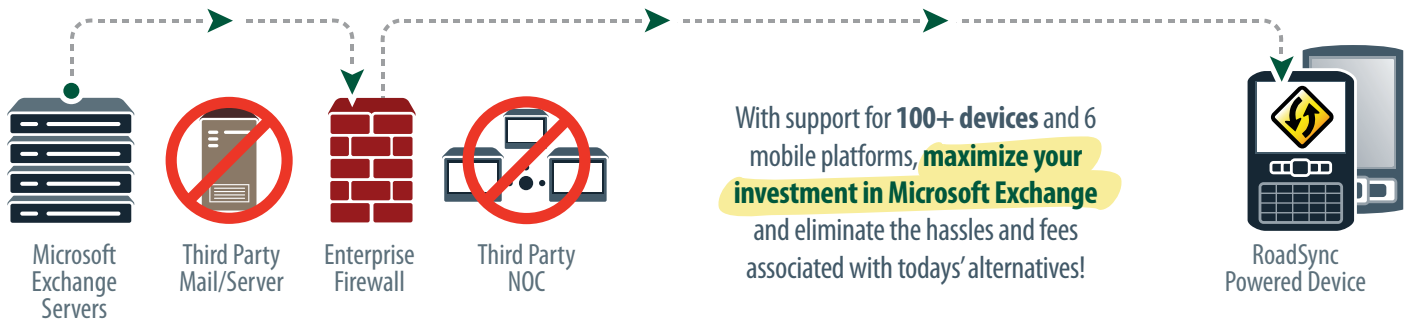 With support for 100+ devices and 6
mobile platforms, maximize your
investment in Microsoft Exchange
and eliminate the hassles and fees
associated with todays' alternatives!
Microsoft
Exchange
Servers
Third Party
Mail/Server
Enterprise
Firewall
Third Party
NOC
RoadSync
Powered Device